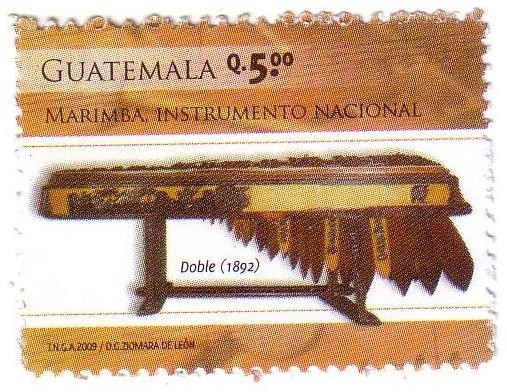 GUATEMALA Q.5.00
MARIMBA, INSTRUMENTO NACIONAL
Doble (1892)
T.N.G.A.2009 / D.G.ZIOMARA DE LEÓN